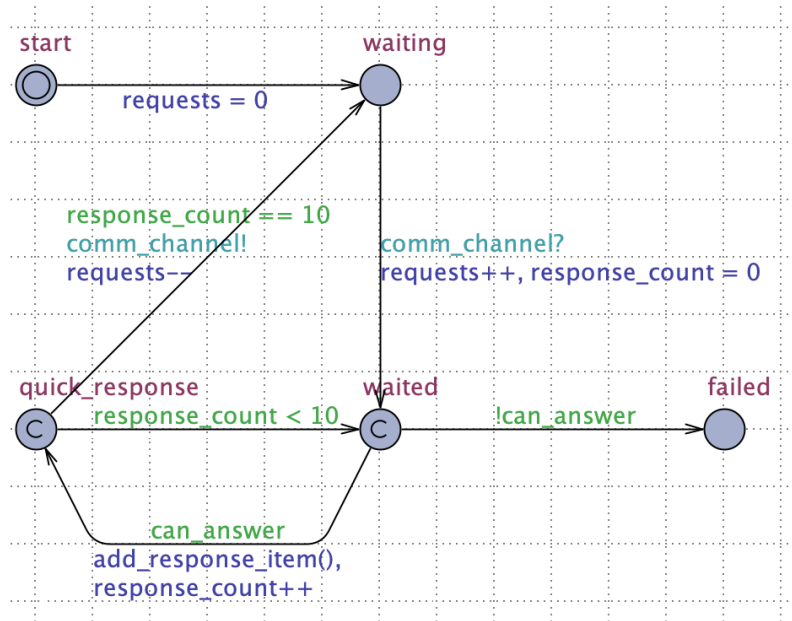 start
waiting
requests = 0
response_count == 10
comm_channel!
requests--
comm_channel?
requests++, response_count = 0
quick_response
waited
failed
response_count < 10
!can_answer
C
C
can_answer
add_response_item(),
response_count++